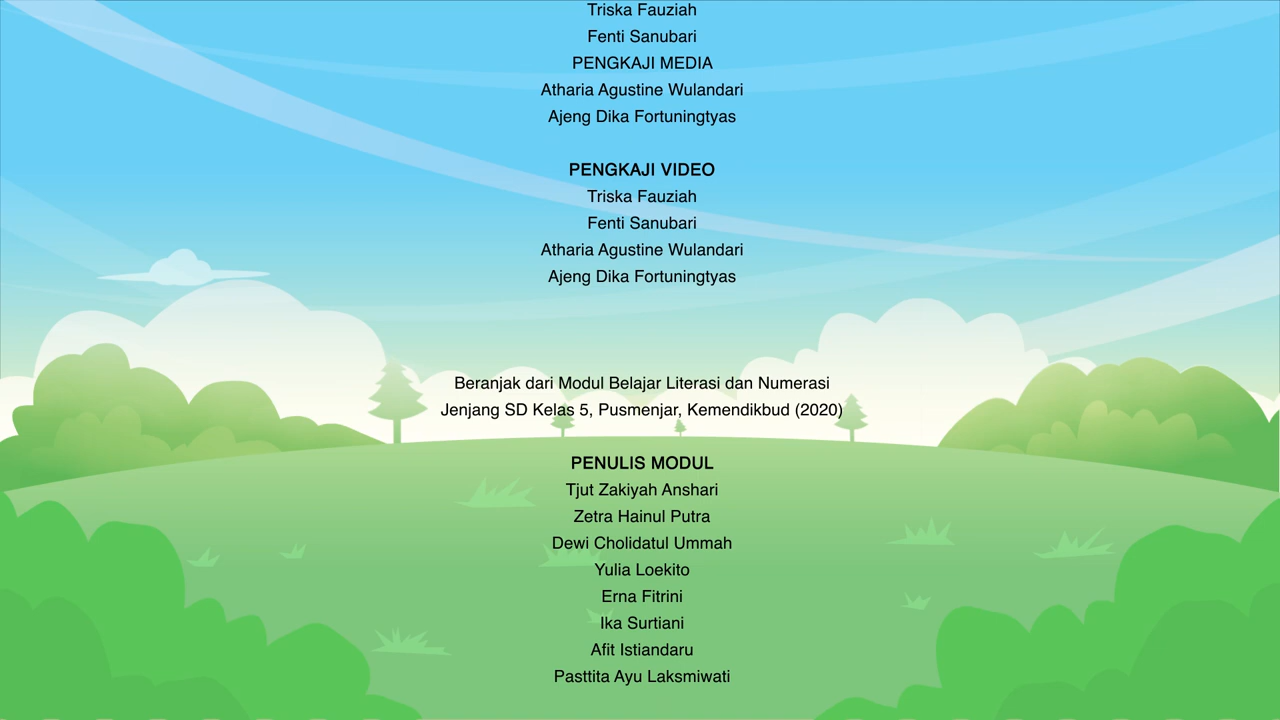 Triska Fauziah
Fenti Sanubari
PENGKAJI MEDIA
Atharia Agustine Wulandari
Ajeng Dika Fortuningtyas
PENGKAJI VIDEO
Triska Fauziah
Fenti Sanubari
Atharia Agustine Wulandari
Ajeng Dika Fortuningtyas
Beranjak dari Modul Belajar Literasi dan Numerasi
Jenjang SD Kelas 5, Pusmenjar, Kemendikbud (2020)
PENULIS MODUL
Tjut Zakiyah Anshari
Zetra Hainul Putra
Dewi Cholidatul Ummah
Yulia Loekito
Erna Fitrini
Ika Surtiani
Afit Istiandaru
Pasttita Ayu Laksmiwati